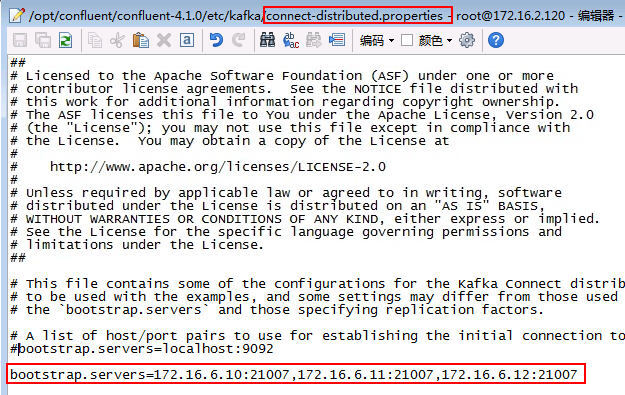 /opt/confluent/confluent-4.1.0/etc/kafka/connect-distributed.properties - root@172.16.2.120 - 编辑器 -
编码 颜色
##
# Licensed to the Apache Software Foundation (ASF) under one or more
# contributor license agreements.  See the NOTICE file distributed with
# this work for additional information regarding copyright ownership.
# The ASF licenses this file to You under the Apache License, Version 2.0
# (the "License"); you may not use this file except in compliance with
# the License.  You may obtain a copy of the License at
#
#    http://www.apache.org/licenses/LICENSE-2.0
#
# Unless required by applicable law or agreed to in writing, software
# distributed under the License is distributed on an "AS IS" BASIS,
# WITHOUT WARRANTIES OR CONDITIONS OF ANY KIND, either express or implied.
# See the License for the specific language governing permissions and
# limitations under the License.
##
# This file contains some of the configurations for the Kafka Connect distrib
# to be used with the examples, and some settings may differ from those used
# the `bootstrap.servers` and those specifying replication factors.
# A list of host/port pairs to use for establishing the initial connection to
#bootstrap.servers=localhost:9092
bootstrap.servers=172.16.6.10:21007,172.16.6.11:21007,172.16.6.12:21007